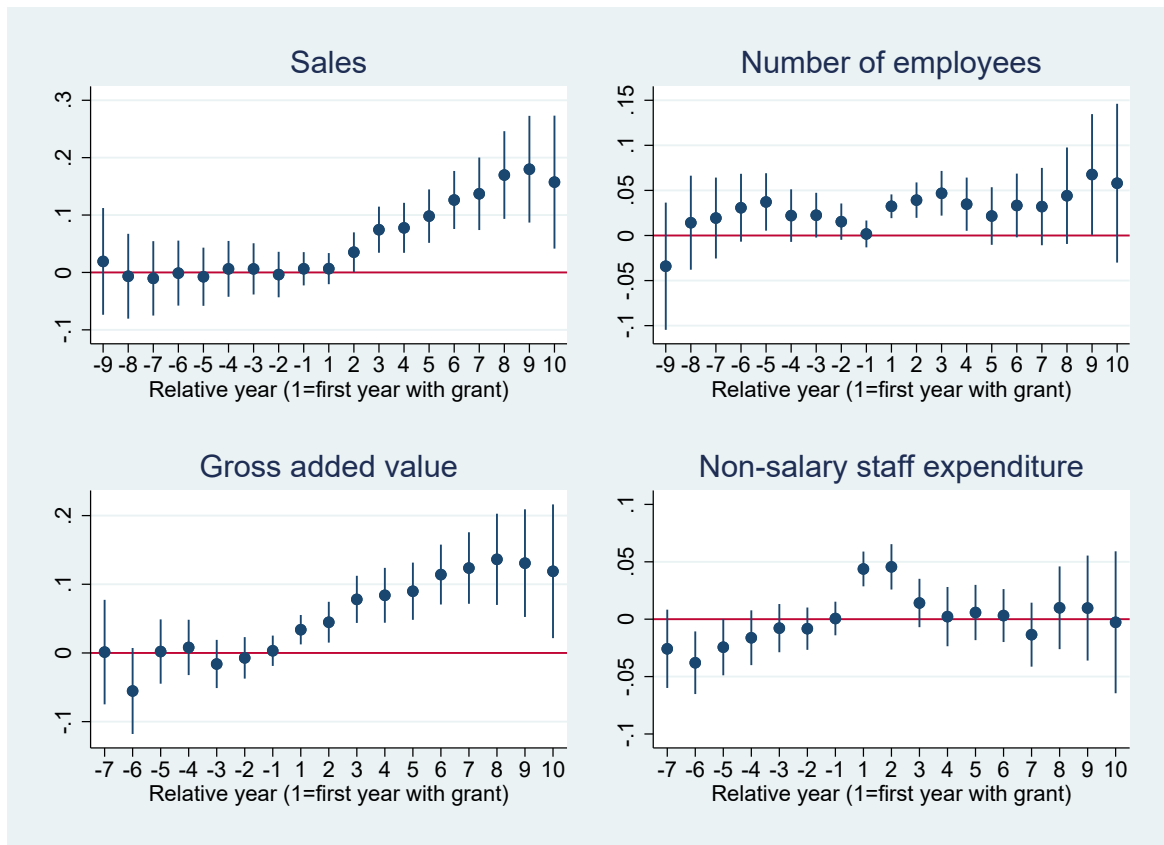 Sales
.3
.2
.1
0
-.1
-9 -8 -7 -6 -5 -4 -3 -2 -1 1 2 3 4 5 6 7 8 9 10
Relative year (1=first year with grant)
Number of employees
.15
.1
.05
0
-.05
-.1
-9 -8 -7 -6 -5 -4 -3 -2 -1 1 2 3 4 5 6 7 8 9 10
Relative year (1=first year with grant)
Gross added value
.2
.1
0
-.1
-7 -6 -5 -4 -3 -2 -1 1 2 3 4 5 6 7 8 9 10
Relative year (1=first year with grant)
Non-salary staff expenditure
.1
.05
0
-.05
-.1
-7 -6 -5 -4 -3 -2 -1 1 2 3 4 5 6 7 8 9 10
Relative year (1=first year with grant)